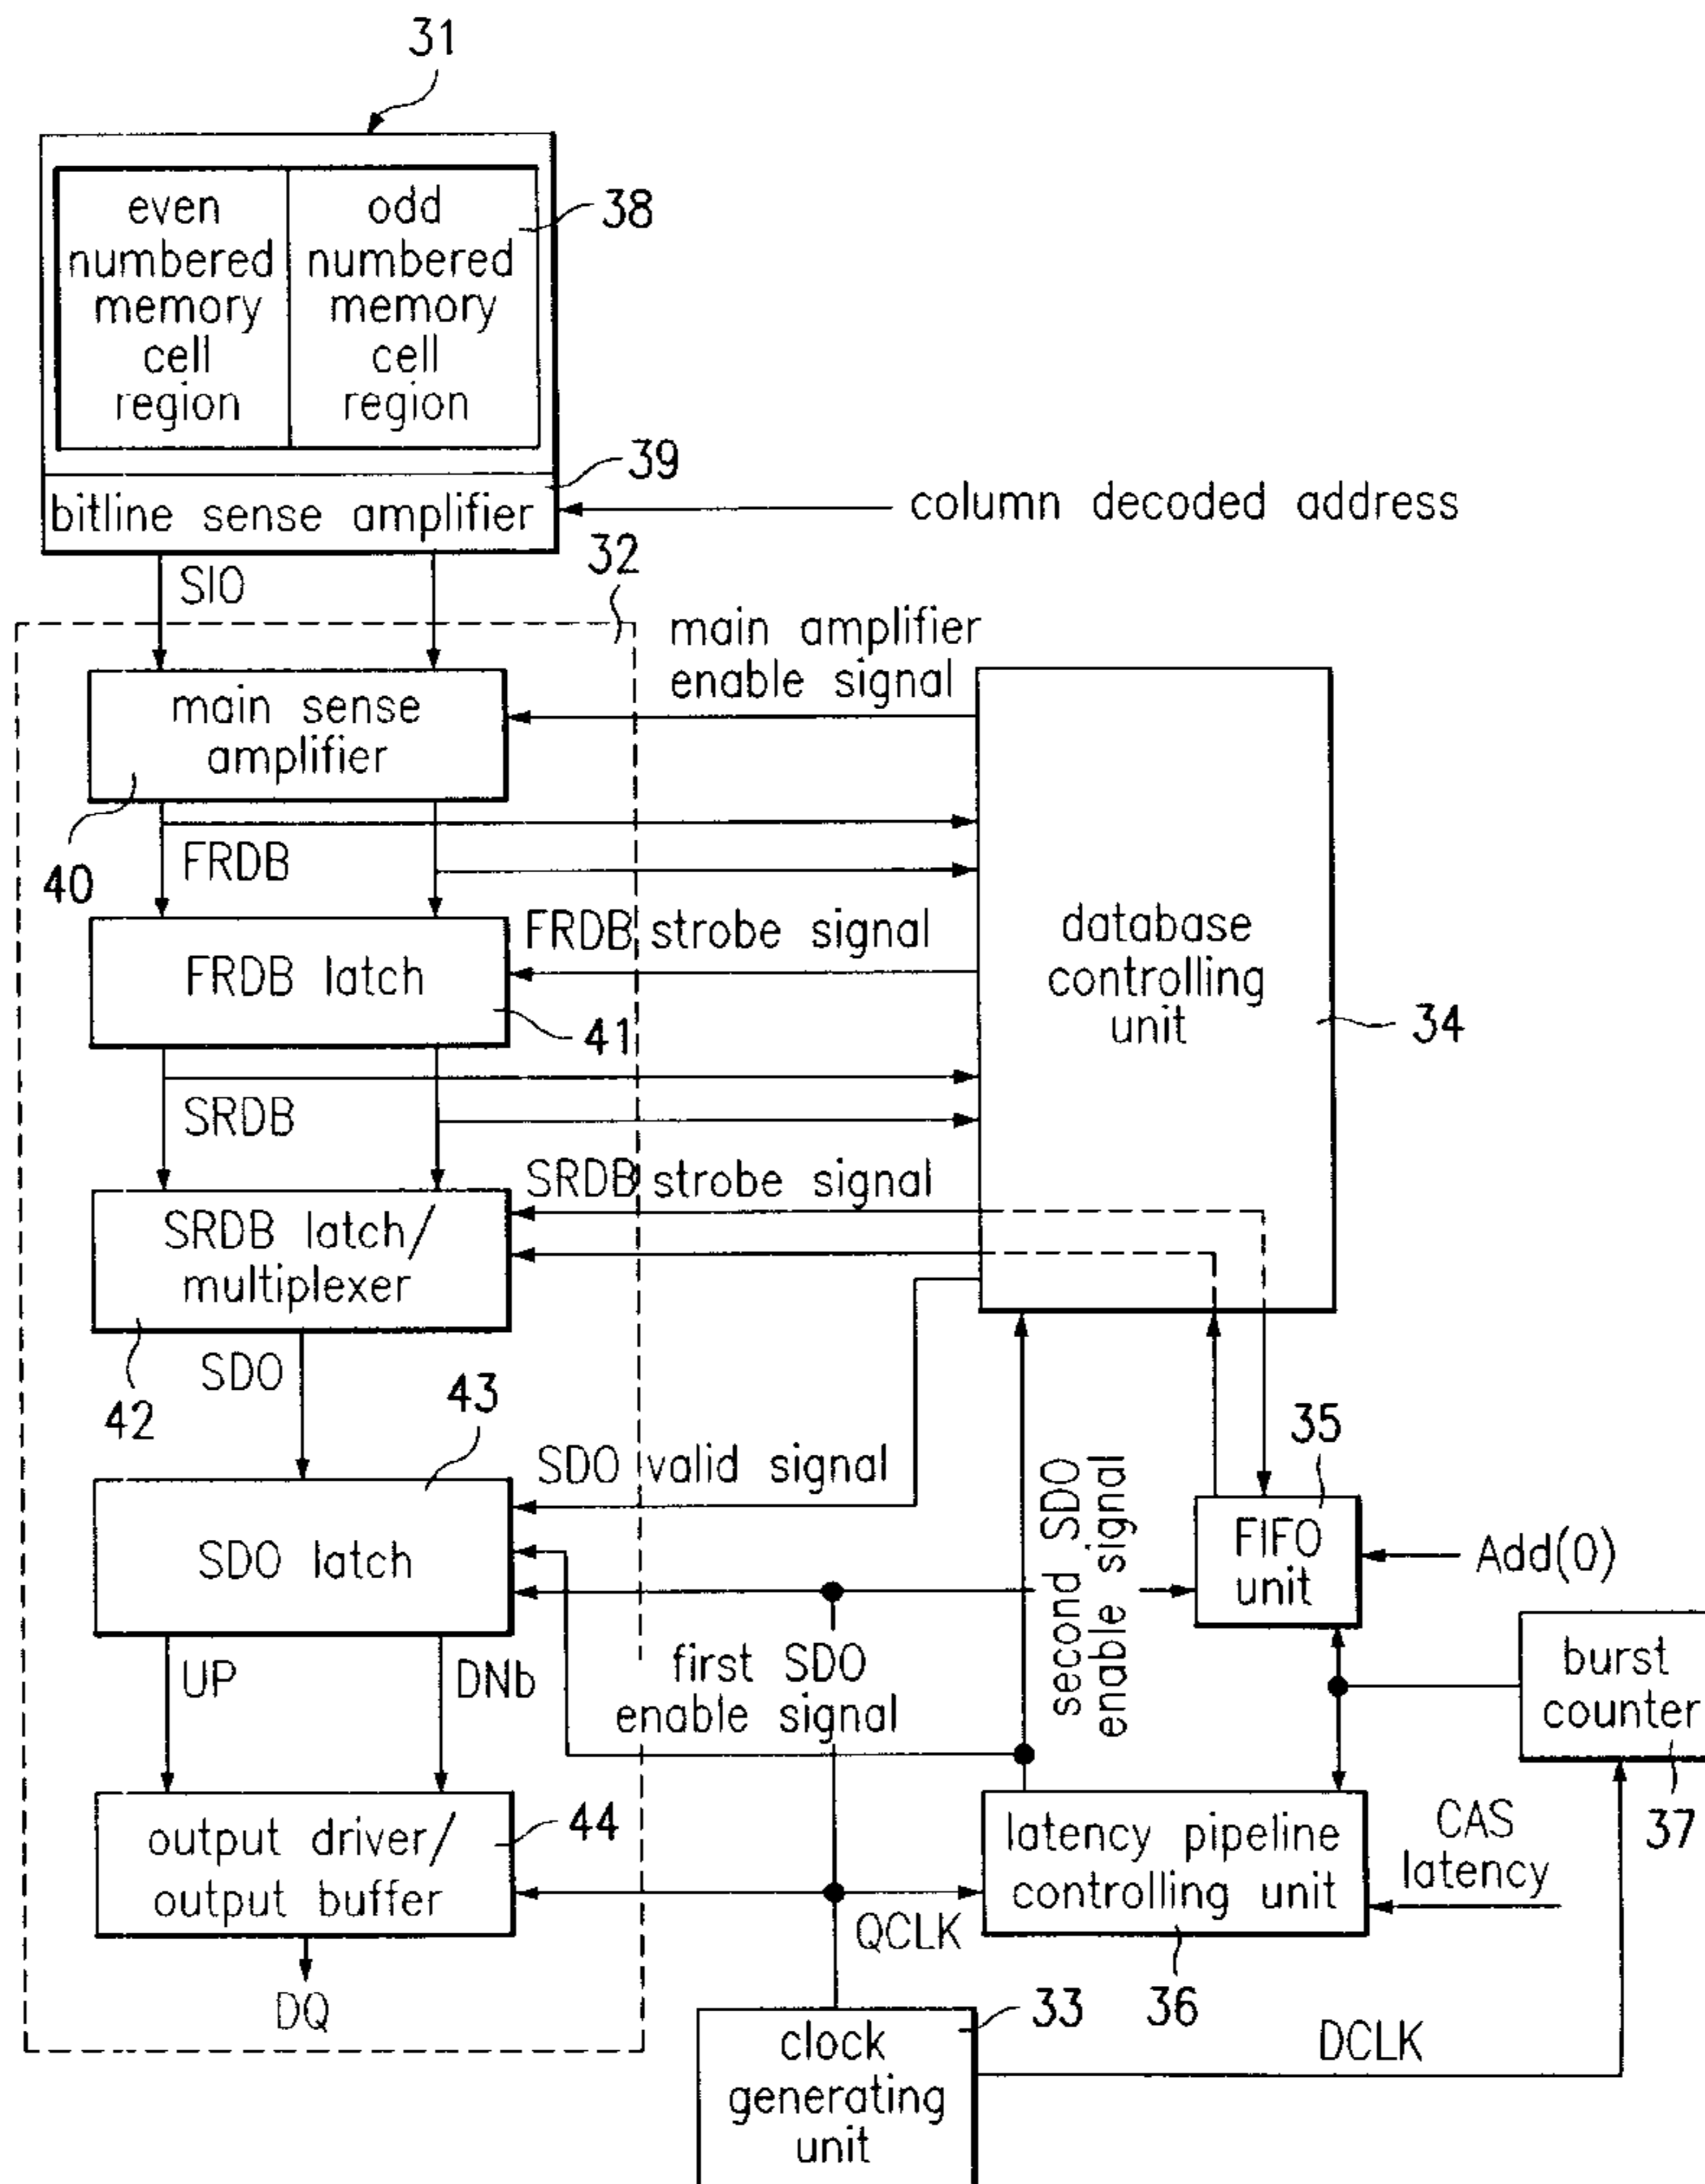 31
even
numbered
memory
cell
region
odd
numbered
memory
cell
region
38
39
bitline sense amplifier
column decoded address
SIO
32
main amplifier
enable signal
main sense
amplifier
40
FRDB
FRDB strobe signal
FRDB latch
41
database
controlling
unit
34
SRDB
SRDB strobe signal
SRDB latch/
multiplexer
42
SDO
43
SDO valid signal
SDO latch
second SDO
enable signal
35
FIFO
unit
Add(0)
first SDO
enable signal
UP
DNb
burst
counter
37
output driver/
output buffer
44
latency pipeline
controlling unit
36
CAS
latency
QCLK
DQ
33
clock
generating
unit
DCLK